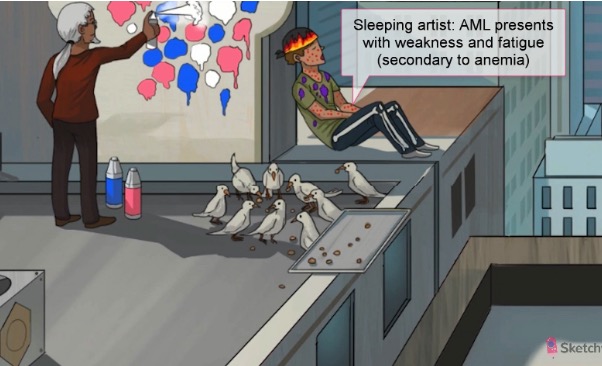 Sleeping artist: AML presents
with weakness and fatigue
(secondary to anemia)
Sketchy